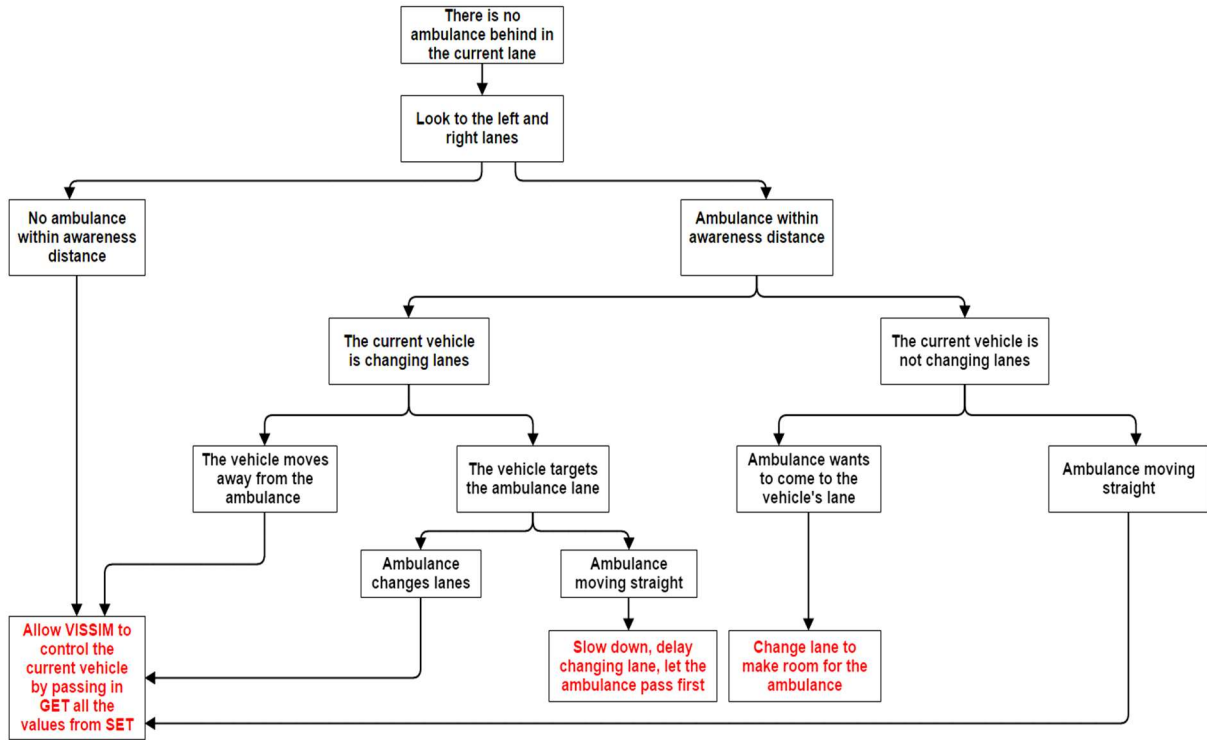 There is no
ambulance behind in
the current lane
Look to the left and
right lanes
No ambulance
within awareness
distance
Ambulance within
awareness distance
The current vehicle
is changing lanes
The current vehicle is
not changing lanes
The vehicle moves
away from the
ambulance
The vehicle targets
the ambulance lane
Ambulance wants
to come to the
vehicle's lane
Ambulance moving
straight
Ambulance
changes lanes
Ambulance
moving straight
Allow VISSIM to
control the
current vehicle
by passing in
GET all the
values from SET
Slow down, delay
changing lane, let the
ambulance pass first
Change lane to
make room for the
ambulance